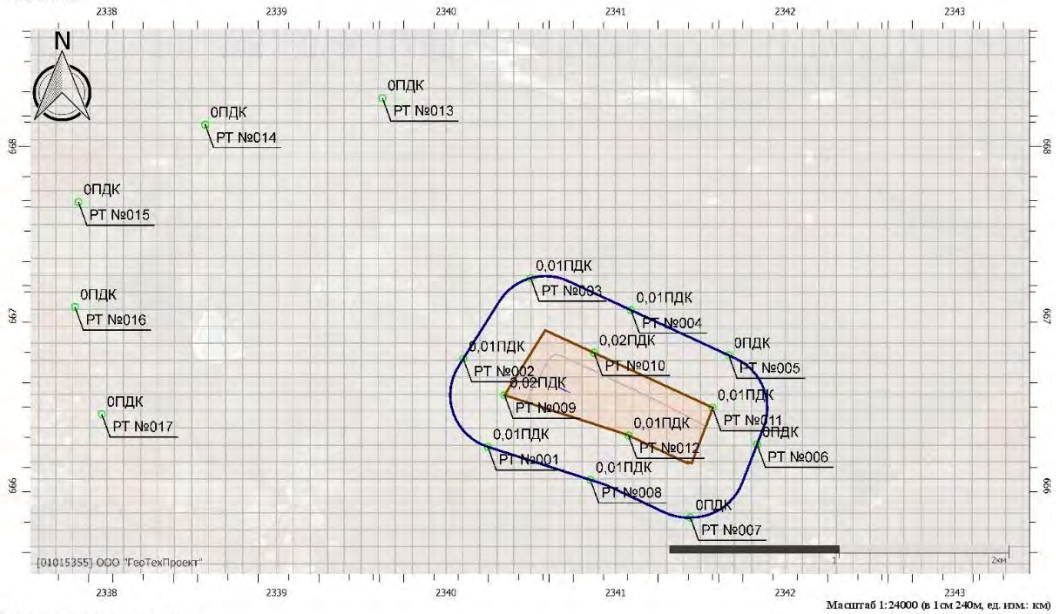 2338 2339 2340 2341 2342 2343
N
0ПДК
РТ №013
0ПДК
РТ №014
668 668
0ПДК
РТ №015
0,01ПДК
РТ №003
0ПДК
РТ №016
0,01ПДК
РТ №004
667 667
0,01ПДК
РТ №002
0,02ПДК
РТ №010
0ПДК
РТ №005
0,02ПДК
РТ №009
0ПДК
РТ №017
0,01ПДК
РТ №011
0,01ПДК
РТ №012
0ПДК
РТ №006
0,01ПДК
РТ №001
0,01ПДК
РТ №008
666 666
0ПДК
РТ №007
[01015355] ООО "ГеоТехПроект"
1 2км
2338 2339 2340 2341 2342 2343
Масштаб 1:24000 (в 1см 240м, ед. изм.: км)